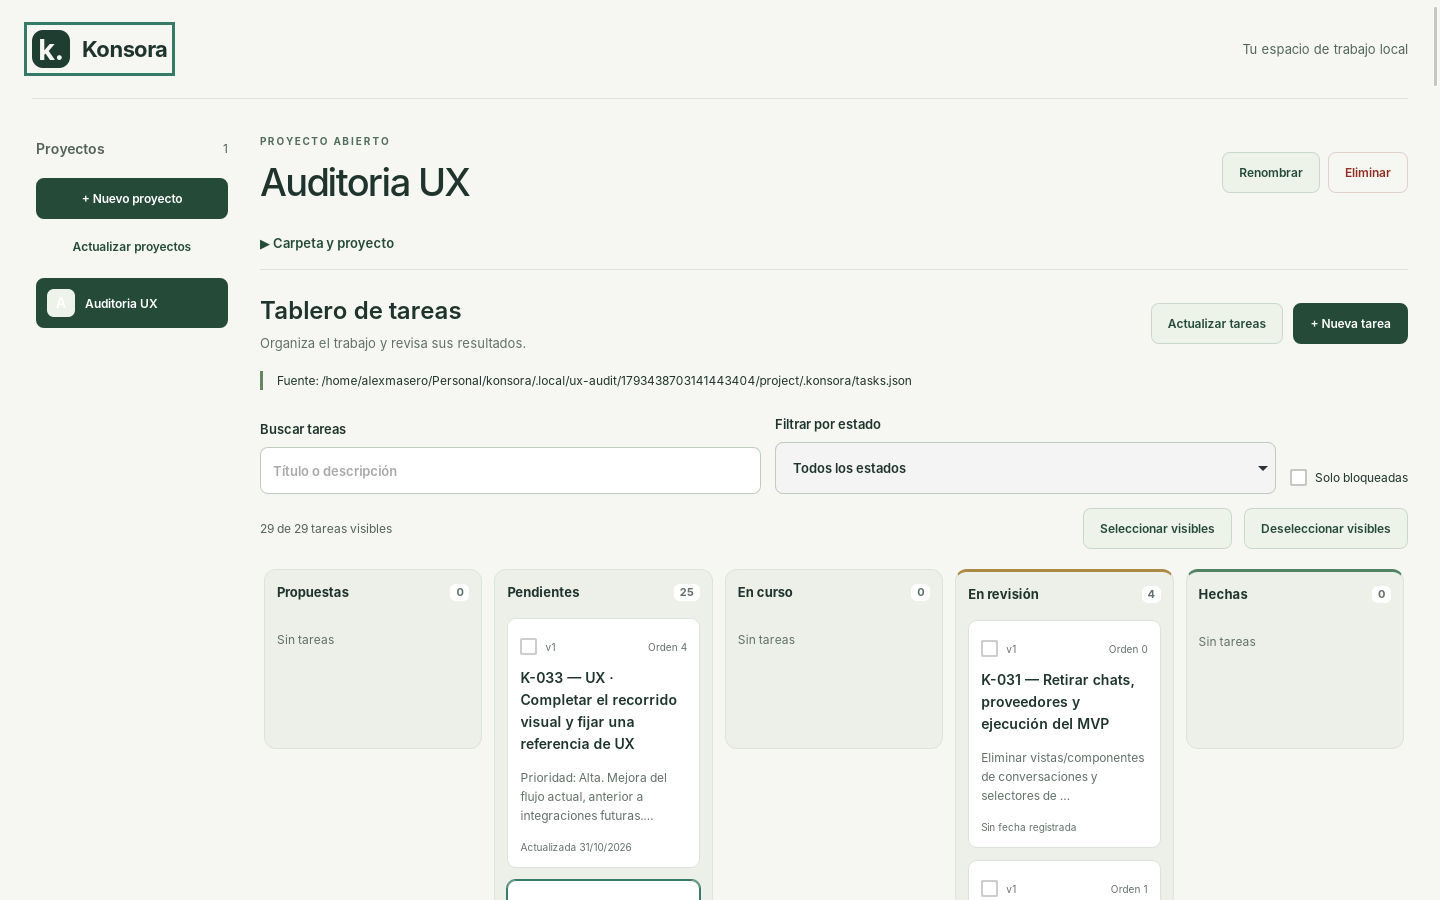 k. Konsora
Tu espacio de trabajo local
Proyectos 1
+ Nuevo proyecto
Actualizar proyectos
A Auditoria UX
PROYECTO ABIERTO
Auditoria UX
Renombrar
Eliminar
▶ Carpeta y proyecto
Tablero de tareas
Organiza el trabajo y revisa sus resultados.
Actualizar tareas
+ Nueva tarea
Fuente: /home/alexmasero/Personal/konsora/.local/ux-audit/1793438703141443404/project/.konsora/tasks.json
Buscar tareas
Título o descripción
Filtrar por estado
Todos los estados
Solo bloqueadas
29 de 29 tareas visibles
Seleccionar visibles
Deseleccionar visibles
Propuestas 0
Sin tareas
Pendientes 25
v1 Orden 4
K-033 — UX ·
Completar el recorrido
visual y fijar una
referencia de UX
Prioridad: Alta. Mejora del
flujo actual, anterior a
integraciones futuras.…
Actualizada 31/10/2026
En curso 0
Sin tareas
En revisión 4
v1 Orden 0
K-031 — Retirar chats,
proveedores y
ejecución del MVP
Eliminar vistas/componentes
de conversaciones y
selectores de …
Sin fecha registrada
v1 Orden 1
Hechas 0
Sin tareas